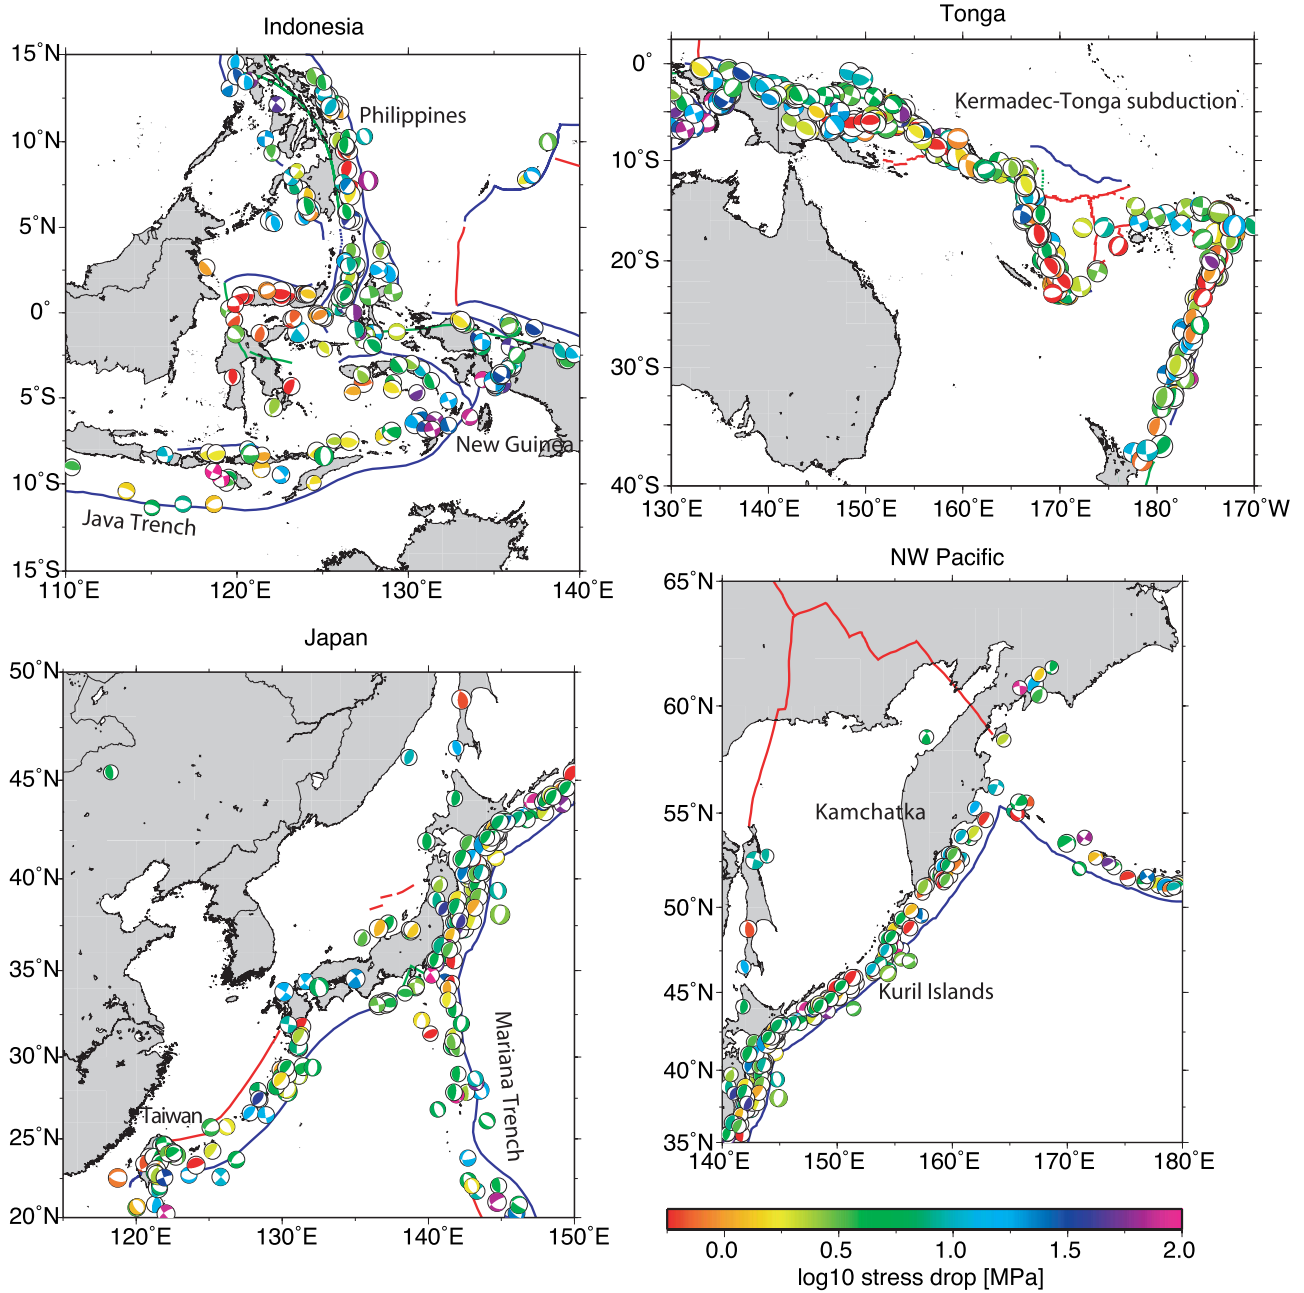 Indonesia
15˚N
10˚N
5˚N
0˚
5˚S
10˚S
15˚S
110˚E
120˚E
130˚E
140˚E
Philippines
New Guinea
Java Trench
Tonga
0˚
10˚S
20˚S
30˚S
40˚S
130˚E
140˚E
150˚E
160˚E
170˚E
180˚
170˚W
Kermadec-Tonga subduction
Japan
50˚N
45˚N
40˚N
35˚N
30˚N
25˚N
20˚N
120˚E
130˚E
140˚E
150˚E
Taiwan
Mariana Trench
NW Pacific
65˚N
60˚N
55˚N
50˚N
45˚N
40˚N
35˚N
140˚E
150˚E
160˚E
170˚E
180˚E
Kamchatka
Kuril Islands
0.0
0.5
1.0
1.5
2.0
log10 stress drop [MPa]